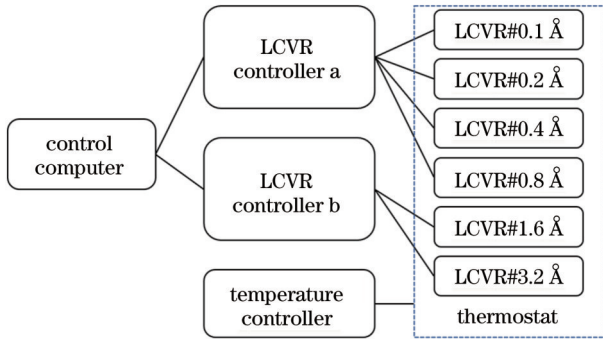 control
computer
LCVR
controller a
LCVR
controller b
temperature
controller
LCVR#0.1 Å
LCVR#0.2 Å
LCVR#0.4 Å
LCVR#0.8 Å
LCVR#1.6 Å
LCVR#3.2 Å
thermostat